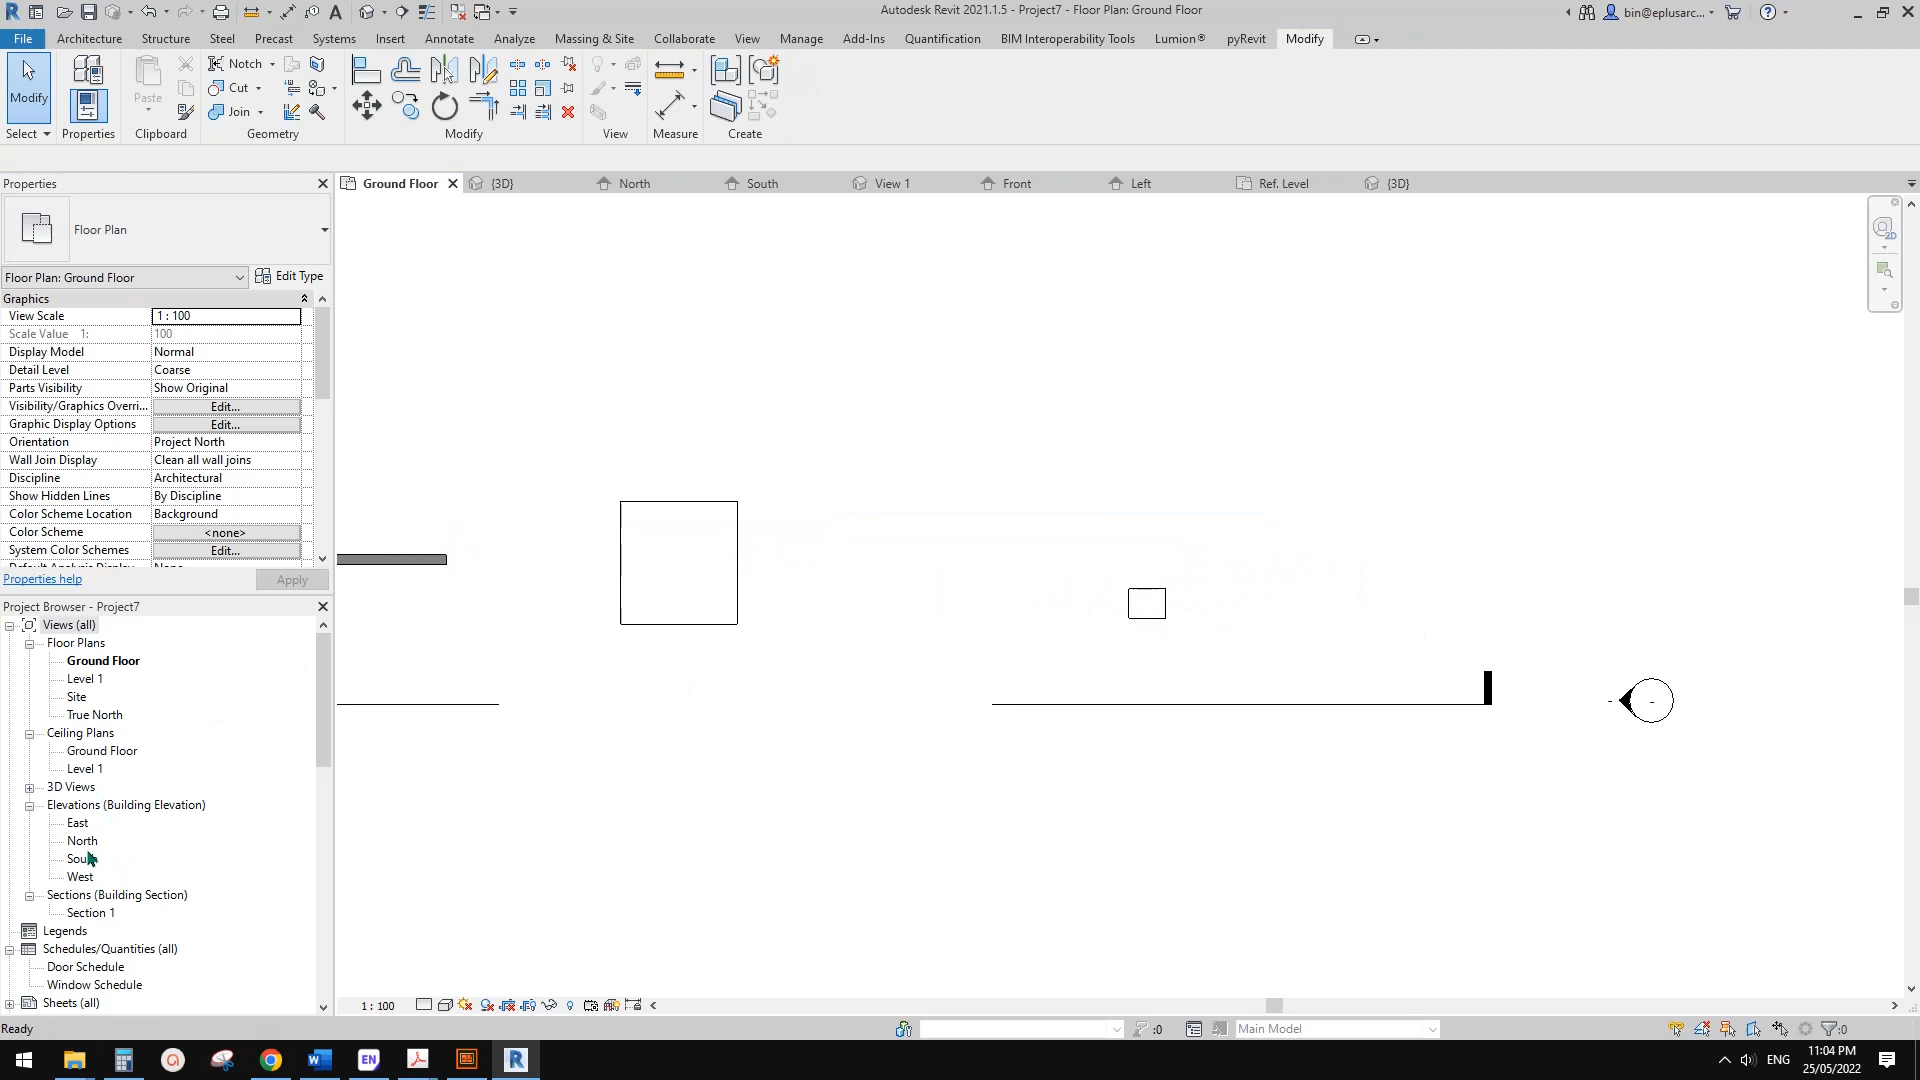 Autodesk Revit 2021.1.5 - Project7 - Floor Plan: Ground Floor
bin@eplusarc...
File Architecture Structure Steel Precast Systems Insert Annotate Analyze Massing & Site Collaborate View Manage Add-Ins Quantification BIM Interoperability Tools Lumion® pyRevit Modify
Modify
Paste
Notch
Cut
Join
Select Properties Clipboard Geometry Modify View Measure Create
Properties
Ground Floor {3D} North South View 1 Front Left Ref. Level {3D}
Floor Plan
2D
Floor Plan: Ground Floor Edit Type
Graphics
View Scale 1 : 100
Scale Value 1: 100
Display Model Normal
Detail Level Coarse
Parts Visibility Show Original
Visibility/Graphics Overri... Edit...
Graphic Display Options Edit...
Orientation Project North
Wall Join Display Clean all wall joins
Discipline Architectural
Show Hidden Lines By Discipline
Color Scheme Location Background
Color Scheme <none>
System Color Schemes Edit...
Default Analysis Display None
Properties help Apply
Project Browser - Project7
Views (all)
Floor Plans
Ground Floor
Level 1
Site
True North
Ceiling Plans
Ground Floor
Level 1
3D Views
Elevations (Building Elevation)
East
North
South
West
Sections (Building Section)
Section 1
Legends
Schedules/Quantities (all)
Door Schedule
Window Schedule
Sheets (all)
1 : 100
Ready :0 Main Model :0
ENG
11:04 PM
25/05/2022
EN